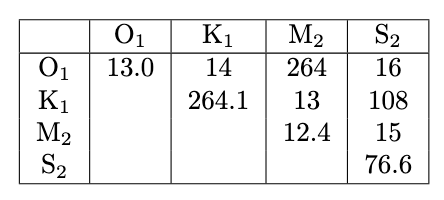 O₁ K₁ M₂ S₂
O₁ 13.0 14 264 16
K₁ 264.1 13 108
M₂ 12.4 15
S₂ 76.6